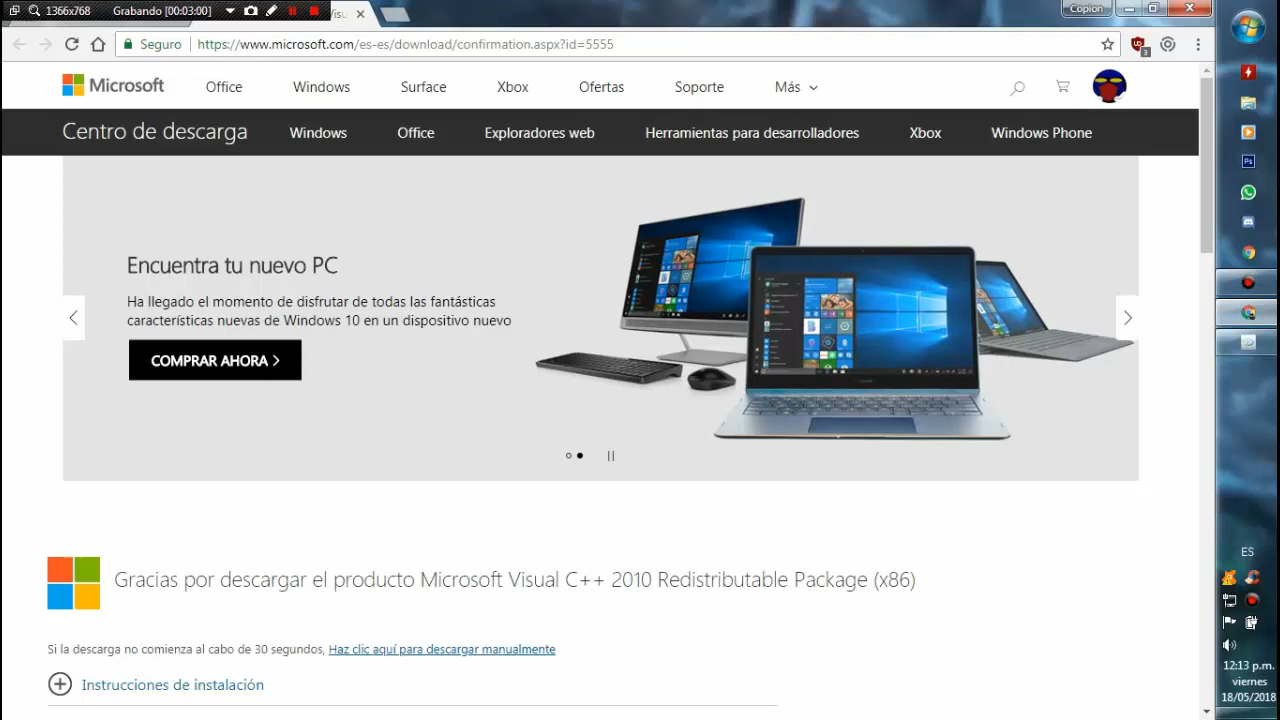 1366x768
Grabando [00:03:00]
Copion
Seguro
https://www.microsoft.com/es-es/download/confirmation.aspx?id=5555
3
Microsoft
Office
Windows
Surface
Xbox
Ofertas
Soporte
Más
Centro de descarga
Windows
Office
Exploradores web
Herramientas para desarrolladores
Xbox
Windows Phone
Encuentra tu nuevo PC
Ha llegado el momento de disfrutar de todas las fantásticas
características nuevas de Windows 10 en un dispositivo nuevo
COMPRAR AHORA
Gracias por descargar el producto Microsoft Visual C++ 2010 Redistributable Package (x86)
Si la descarga no comienza al cabo de 30 segundos, Haz clic aquí para descargar manualmente
Instrucciones de instalación
Ps
ES
12:13 p.m.
viernes
18/05/2018